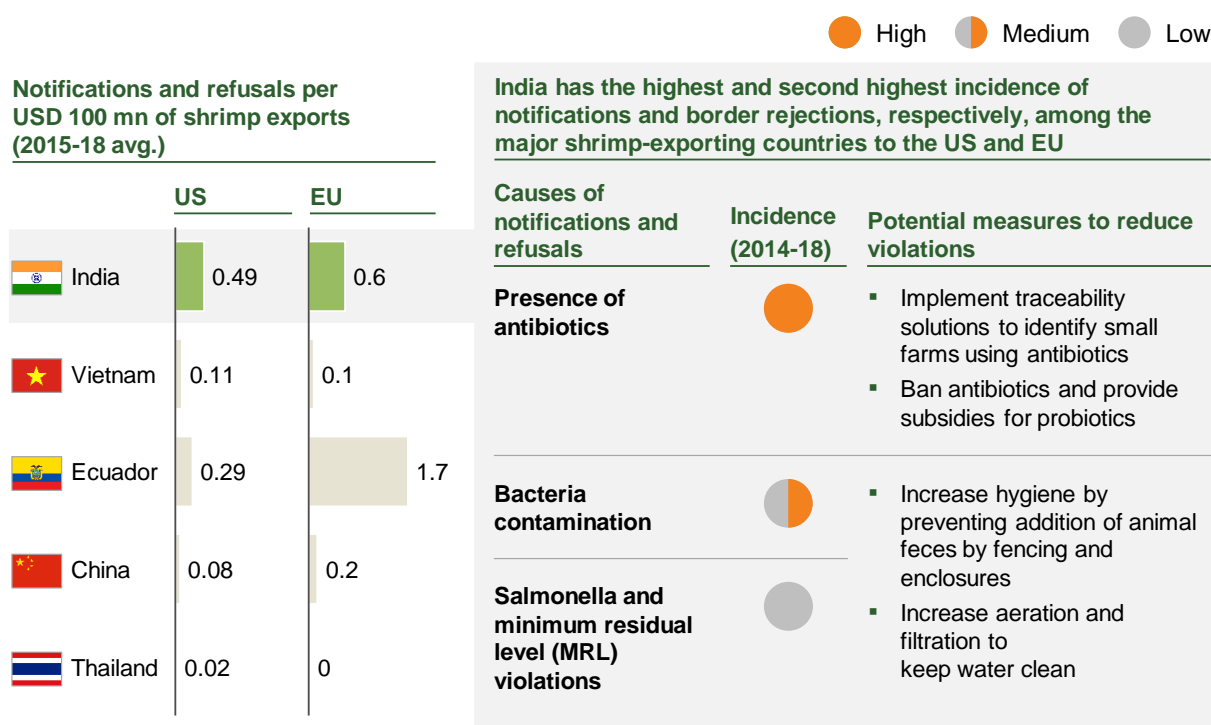 High Medium Low
Notifications and refusals per
USD 100 mn of shrimp exports
(2015-18 avg.)
US EU
India 0.49 0.6
Vietnam 0.11 0.1
Ecuador 0.29 1.7
China 0.08 0.2
Thailand 0.02 0
India has the highest and second highest incidence of
notifications and border rejections, respectively, among the
major shrimp-exporting countries to the US and EU
Causes of
notifications and
refusals
Incidence
(2014-18)
Potential measures to reduce
violations
Presence of
antibiotics
▪ Implement traceability
solutions to identify small
farms using antibiotics
▪ Ban antibiotics and provide
subsidies for probiotics
Bacteria
contamination
Salmonella and
minimum residual
level (MRL)
violations
▪ Increase hygiene by
preventing addition of animal
feces by fencing and
enclosures
▪ Increase aeration and
filtration to
keep water clean